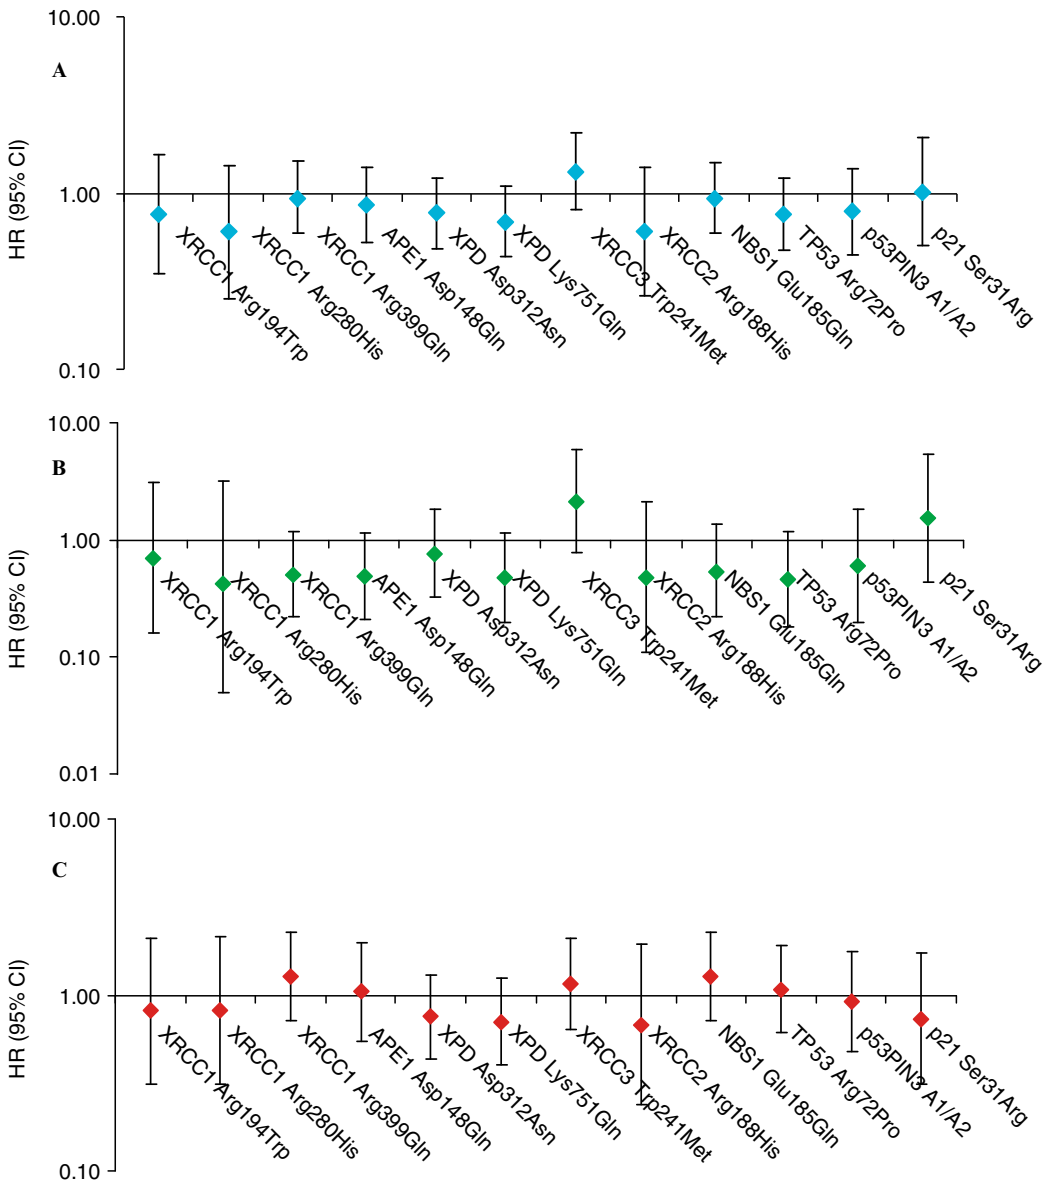 10.00
A
HR (95% CI)
1.00
XRCC1 Arg194Trp
XRCC1 Arg280His
XRCC1 Arg399Gln
APE1 Asp148Gln
XPD Asp312Asn
XPD Lys751Gln
XRCC3 Trp241Met
XRCC2 Arg188His
NBS1 Glu185Gln
TP53 Arg72Pro
p53PIN3 A1/A2
p21 Ser31Arg
0.10
10.00
B
HR (95% CI)
1.00
XRCC1 Arg194Trp
XRCC1 Arg280His
XRCC1 Arg399Gln
APE1 Asp148Gln
XPD Asp312Asn
XPD Lys751Gln
XRCC3 Trp241Met
XRCC2 Arg188His
NBS1 Glu185Gln
TP53 Arg72Pro
p53PIN3 A1/A2
p21 Ser31Arg
0.10
0.01
10.00
C
HR (95% CI)
1.00
XRCC1 Arg194Trp
XRCC1 Arg280His
XRCC1 Arg399Gln
APE1 Asp148Gln
XPD Asp312Asn
XPD Lys751Gln
XRCC3 Trp241Met
XRCC2 Arg188His
NBS1 Glu185Gln
TP53 Arg72Pro
p53PIN3 A1/A2
p21 Ser31Arg
0.10